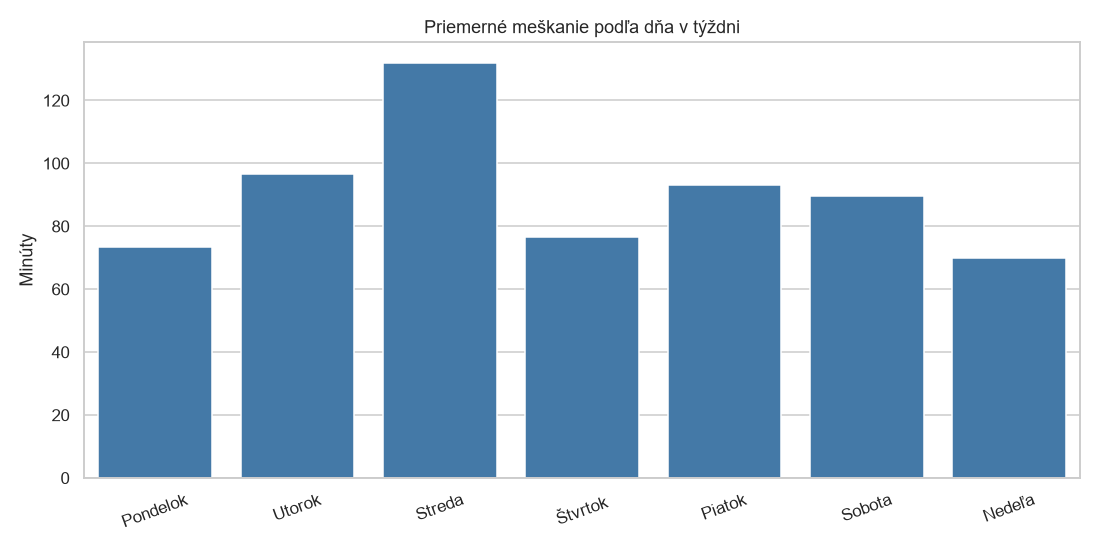 Priemerné meškanie podľa dňa v týždni
Minúty
120
100
80
60
40
20
0
Pondelok
Utorok
Streda
Štvrtok
Piatok
Sobota
Nedeľa